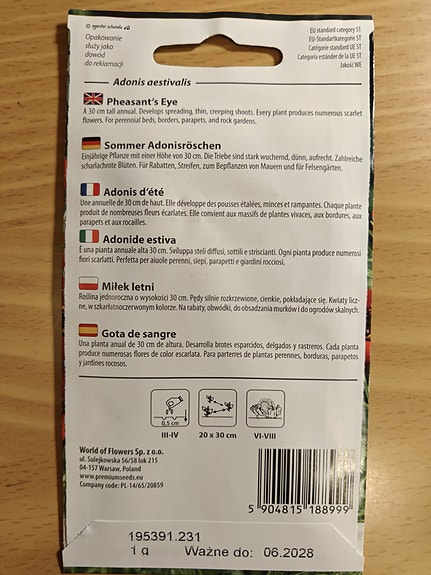 © legutko schanda
Opakowanie
służy jako
dowód
do reklamacji
EU standard category ST
EU-Standartkategorie ST
Catégorie standard UE ST
Categoría estánder de la UE ST
Jakość WE
Adonis aestivalis
Pheasant's Eye
A 30 cm tall annual. Develops spreading, thin, creeping shoots. Every plant produces numerous scarlet
flowers. For perennial beds, borders, parapets, and rock gardens.
Sommer Adonisröschen
Einjährige Pflanze mit einer Höhe von 30 cm. Die Triebe sind stark wuchernd, dünn, aufrecht. Zahlreiche
scharlachrote Blüten. Für Rabatten, Streifen, zum Bepflanzen von Mauern und für Felsengärten.
Adonis d'été
Une annuelle de 30 cm de haut. Elle développe des pousses étalées, minces et rampantes. Chaque plante
produit de nombreuses fleurs écarlates. Elle convient aux massifs de plantes vivaces, aux bordures, aux
parapets et aux rocailles.
Adonide estiva
È una pianta annuale alta 30 cm. Sviluppa steli diffusi, sottili e striscianti. Ogni pianta produce numerosi
fiori scarlatti. Perfetta per aiuole perenni, siepi, parapetti e giardini rocciosi.
Miłek letni
Roślina jednoroczna o wysokości 30 cm. Pędy silnie rozkrzewione, cienkie, pokładające się. Kwiaty licz-
ne, w szkarłatnoczerwonym kolorze. Na rabaty, obwódki, do obsadzania murków i do ogrodów skalnych.
Gota de sangre
Una planta anual de 30 cm de altura. Desarrolla brotes esparcidos, delgados y rastreros. Cada planta
produce numerosas flores de color escarlata. Para parterres de plantas perennes, borduras, parapetos
y jardines rocosos.
0,5 cm
III-IV 20 x 30 cm VI-VIII
World of Flowers Sp. z o.o.
ul. Sulejkowska 56/58 lok 215
04-157 Warsaw, Poland
www.premiumseeds.eu
Company code: PL-14/65/20859
5 904815 188999
195391.231
1 g Ważne do: 06.2028